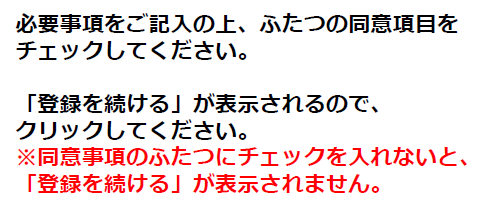 必要事項をご記入の上、ふたつの同意項目を
チェックしてください。
「登録を続ける」が表示されるので、
クリックしてください。
※同意事項のふたつにチェックを入れないと、
「登録を続ける」が表示されません。